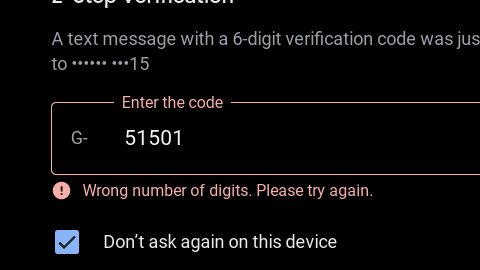 2-Step Verification
A text message with a 6-digit verification code was jus
to •••••• •••15
Enter the code
G- 51501
Wrong number of digits. Please try again.
Don’t ask again on this device